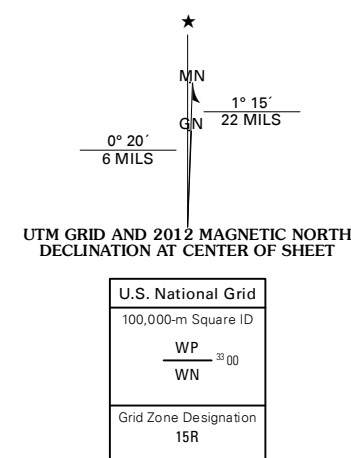 ★
MN
GN
1° 15´
22 MILS
0° 20´
6 MILS
UTM GRID AND 2012 MAGNETIC NORTH
DECLINATION AT CENTER OF SHEET
U.S. National Grid
100,000-m Square ID
WP
33 00
WN
Grid Zone Designation
15R